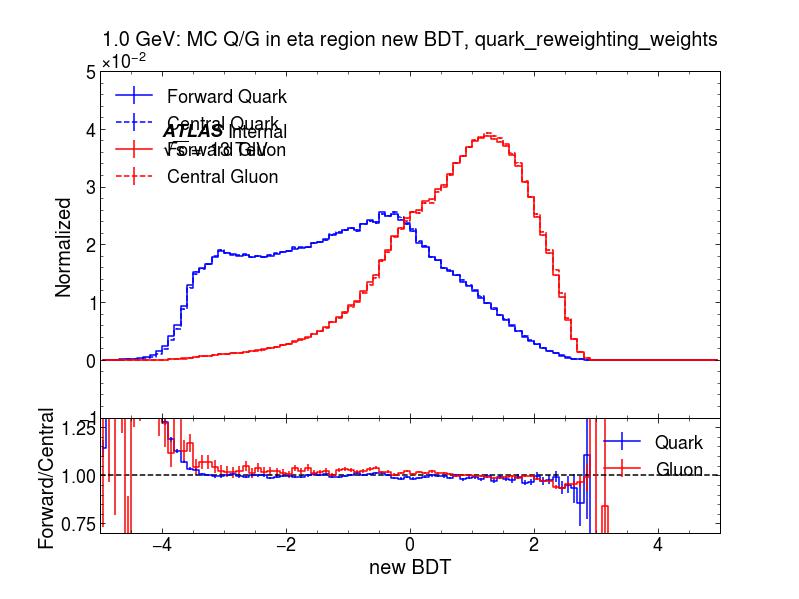 1.0 GeV: MC Q/G in eta region new BDT, quark_reweighting_weights
×10⁻²
5
4
3
2
1
0
−1
Normalized
Forward Quark
Central Quark
ATLAS Internal
Forward Gluon
√s = 13 TeV
Central Gluon
1.25
1.00
0.75
Forward/Central
Quark
Gluon
−4 −2 0 2 4
new BDT